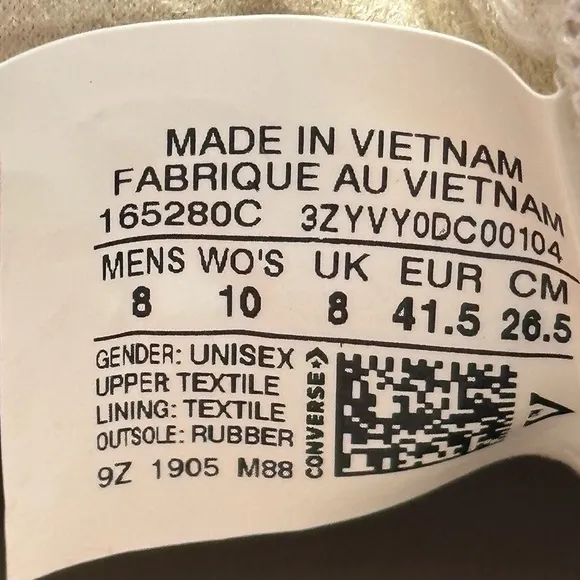 MADE IN VIETNAM
FABRIQUE AU VIETNAM
165280C 3ZYVY0DC00104
MENS WO'S UK EUR CM
8 10 8 41.5 26.5
GENDER: UNISEX
UPPER TEXTILE
LINING: TEXTILE
OUTSOLE: RUBBER
9Z 1905 M88
CONVERSE